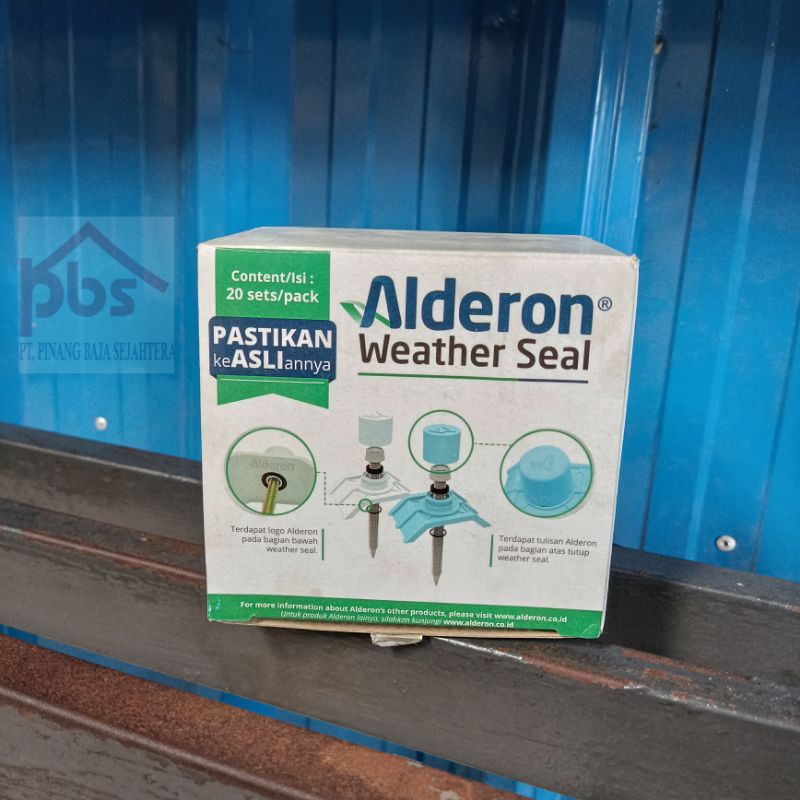 pbs
PT. PINANG BAJA SEJAHTERA
Content/Isi :
20 sets/pack
PASTIKAN
keASLIannya
Alderon®
Weather Seal
Alderon
Terdapat logo Alderon
pada bagian bawah
weather seal.
Terdapat tulisan Alderon
pada bagian atas tutup
weather seal.
For more information about Alderon's other products, please visit www.alderon.co.id
Untuk produk Alderon lainya, silahkan kunjungi www.alderon.co.id